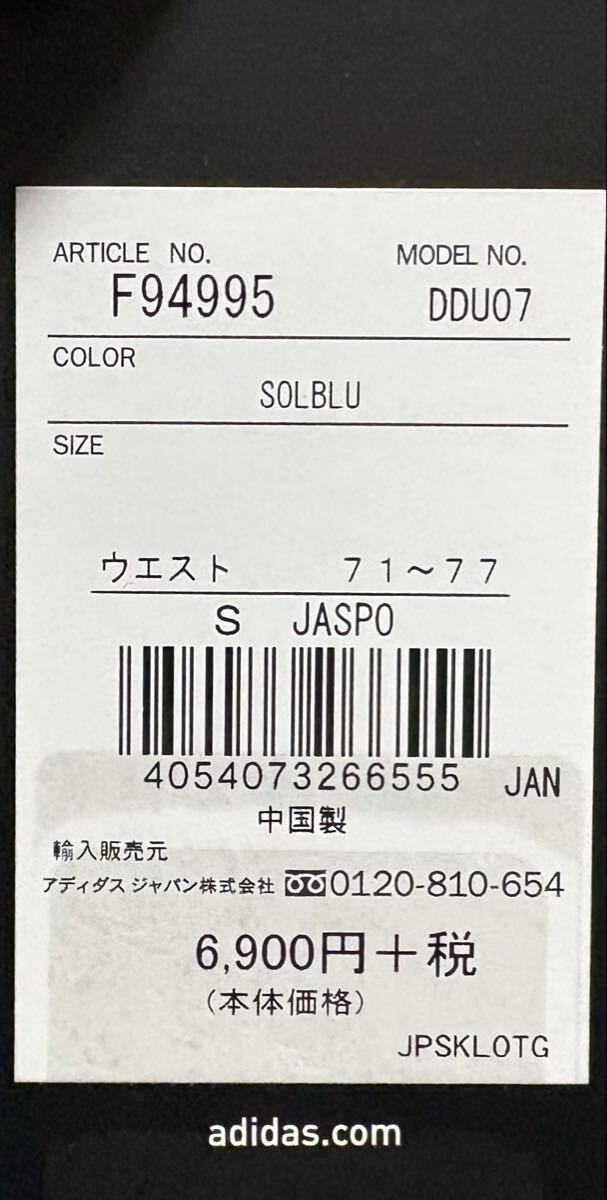 ARTICLE NO. MODEL NO.
F94995 DDU07
COLOR
SOLBLU
SIZE
ウエスト 71～77
S JASPO
4054073266555 JAN
中国製
輸入販売元
アディダス ジャパン株式会社 0120-810-654
6,900円＋税
(本体価格)
JPSKLOTG
adidas.com